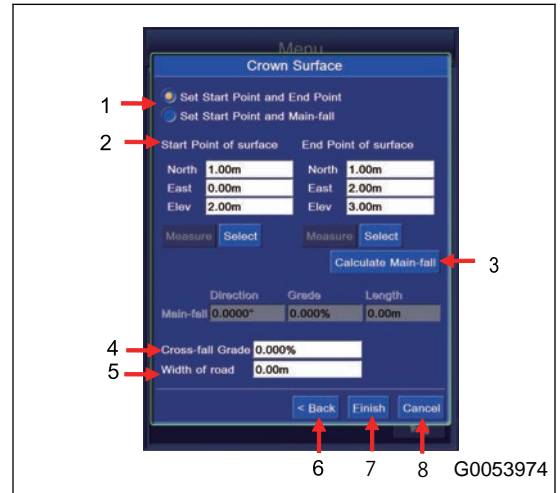 Menu
Crown Surface
1
Set Start Point and End Point
Set Start Point and Main-fall
2
Start Point of surface End Point of surface
North 1.00m North 1.00m
East 0.00m East 2.00m
Elev 2.00m Elev 3.00m
Measure Select Measure Select
Calculate Main-fall 3
Direction Grade Length
Main-fall 0.0000° 0.000% 0.00m
4 Cross-fall Grade 0.000%
5 Width of road 0.00m
< Back Finish Cancel
6 7 8 G0053974